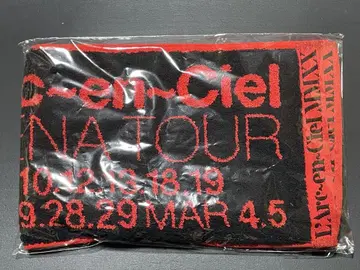 c~en~Ciel
NA TOUR
10.12.13.18.19
9.28.29 MAR 4.5
L'Arc~en~Ciel MMXX